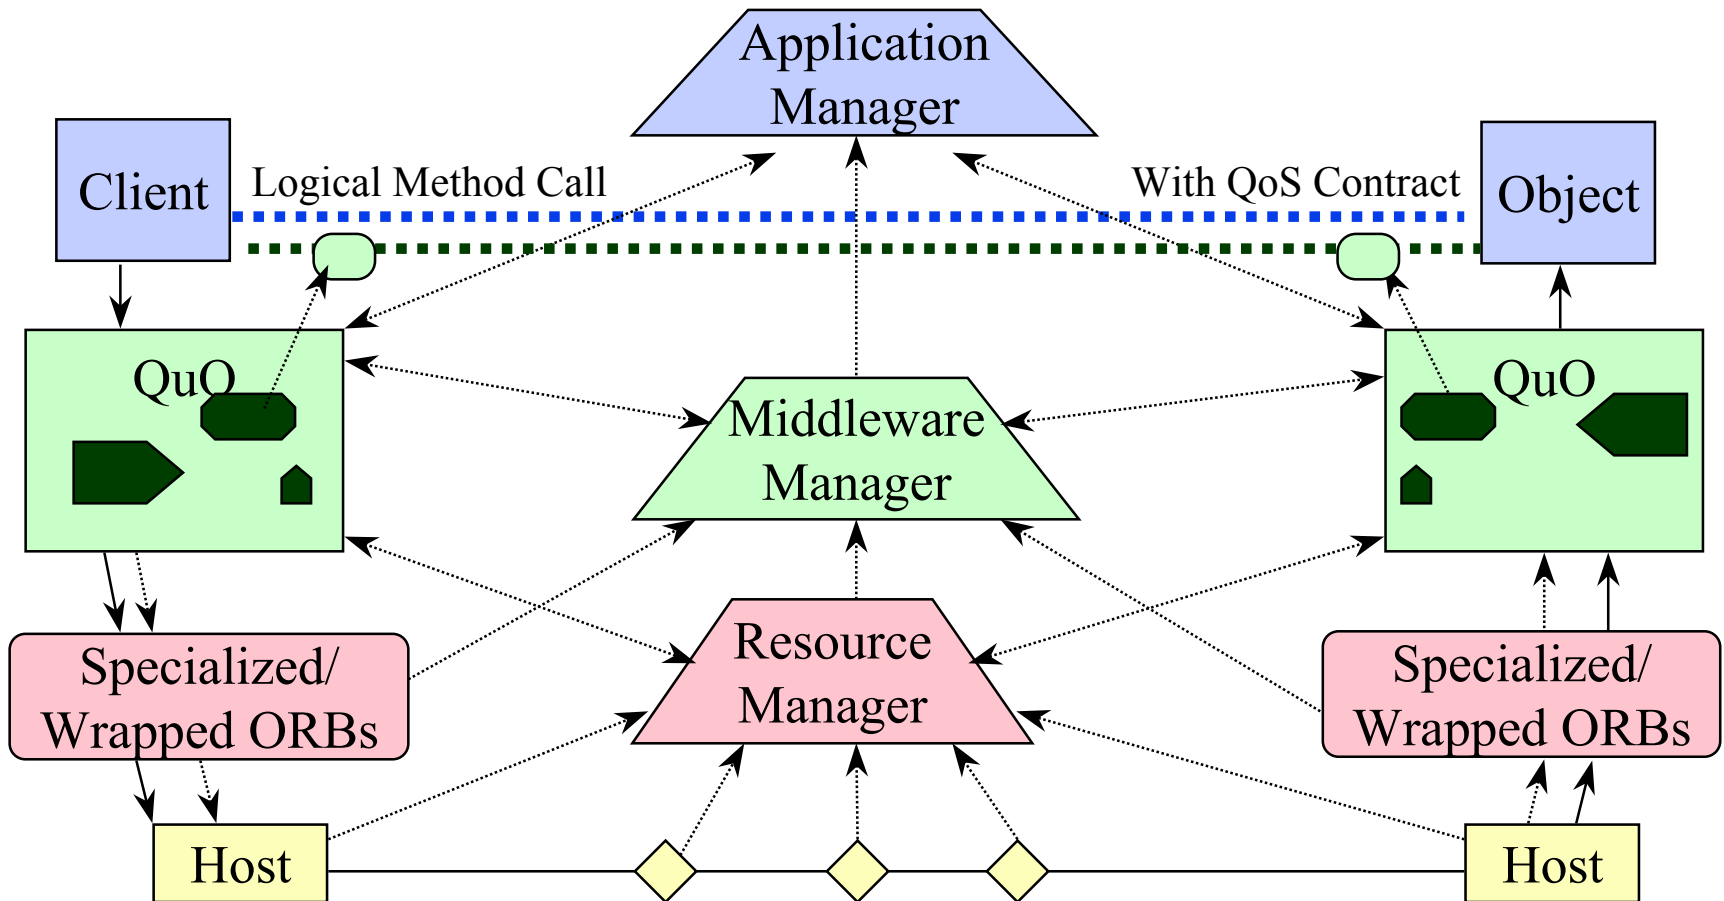 Application
Manager
Client
Logical Method Call
With QoS Contract
Object
QuO
QuO
Middleware
Manager
Specialized/
Wrapped ORBs
Resource
Manager
Specialized/
Wrapped ORBs
Host
Host